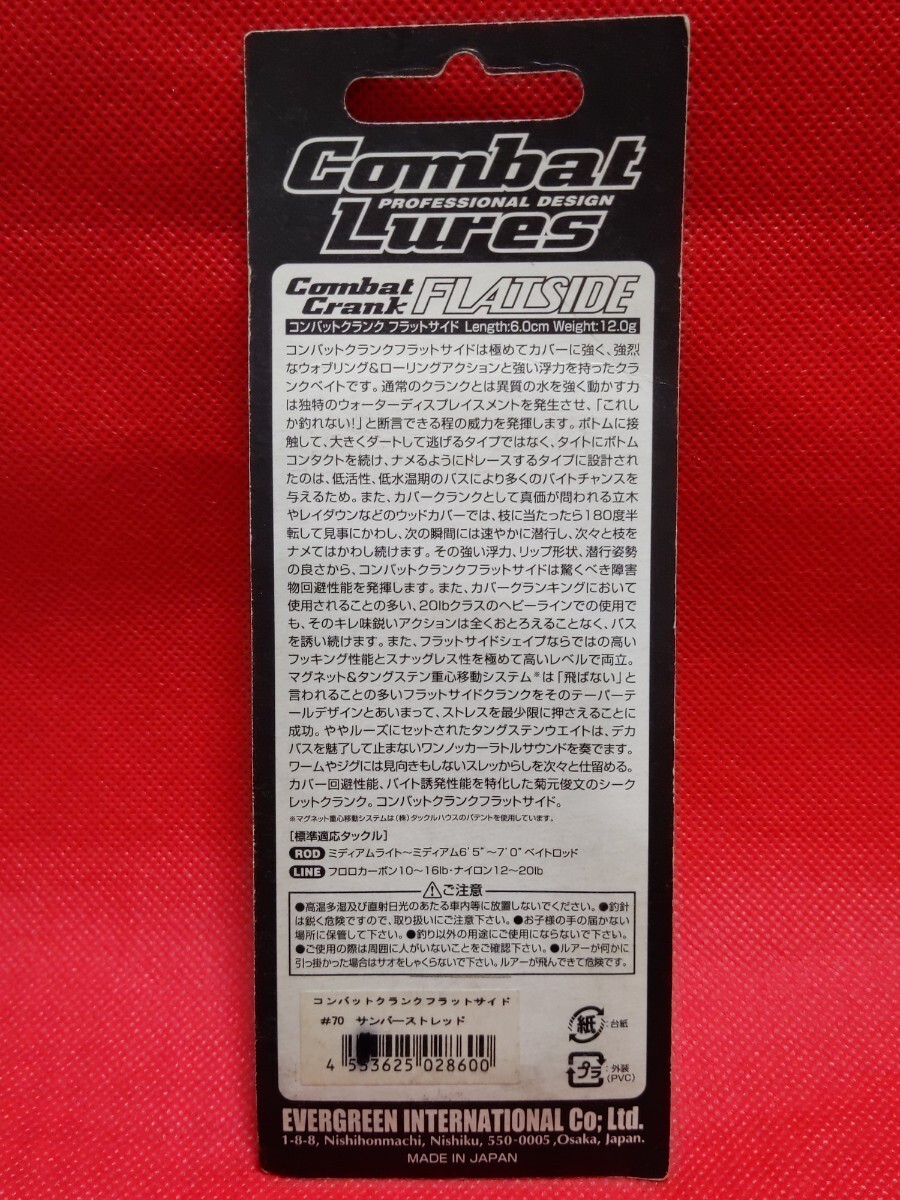 Combat
PROFESSIONAL DESIGN
Lures
Combat
Crank FLATSIDE
コンバットクランク フラットサイド Length:6.0cm Weight:12.0g
コンバットクランクフラットサイドは極めてカバーに強く、強烈
なウォブリング&ローリングアクションと強い浮力を持ったクラ
ンクベイトです。通常のクランクとは異質の水を強く動かす力
は独特のウォーターディスプレイスメントを発生させ、「これし
か釣れない!」と断言できる程の威力を発揮します。ボトムに接
触して、大きくダートして逃げるタイプではなく、タイトにボトム
コンタクトを続け、ナメるようにトレースするタイプに設計され
たのは、低活性、低水温期のバスにより多くのバイトチャンスを
与えるため。また、カバークランクとして真価が問われる立木
やレイダウンなどのウッドカバーでは、枝に当たったら180度半
転して見事にかわし、次の瞬間には速やかに潜行し、次々と枝を
ナメてはかわし続けます。その強い浮力、リップ形状、潜行姿勢
の良さから、コンバットクランクフラットサイドは驚くべき障害
物回避性能を発揮します。また、カバークランキングにおいて
使用されることの多い、20lbクラスのヘビーラインでの使用で
も、そのキレ味鋭いアクションは全くおとろえることなく、バス
を誘い続けます。また、フラットサイドシェイプならではの高い
フッキング性能とスナッグレス性を極めて高いレベルで両立。
マグネット&タングステン重心移動システム※は「飛ばない」と
言われることの多いフラットサイドクランクをそのテーパーテ
ールデザインとあいまって、ストレスを最少限に押さえることに
成功。ややルーズにセットされたタングステンウエイトは、デカ
バスを魅了して止まないワンノッカーラトルサウンドを奏でます。
ワームやジグには見向きもしないスレッからしを次々と仕留める。
カバー回避性能、バイト誘発性能を特化した菊元俊文のシーク
レットクランク。コンバットクランクフラットサイド。
※マグネット重心移動システムは(株)タックルハウスのパテントを使用しています。
[標準適応タックル]
ROD ミディアムライト〜ミディアム6'5"〜7'0"ベイトロッド
LINE フロロカーボン10〜16lb・ナイロン12〜20lb
ご注意
●高温多湿及び直射日光のあたる車内等に放置しないでください。●釣針
は鋭く危険ですので、取り扱いにご注意下さい。●お子様の手の届かない
場所に保管して下さい。●釣り以外の用途にご使用にならないで下さい。
●ご使用の際は周囲に人がいないことをご確認下さい。●ルアーが何かに
引っ掛かった場合はサオをしゃくらないで下さい。ルアーが飛んできて危険です。
コンバットクランクフラットサイド
#70 サンバーストレッド
4 533625 028600
紙 :台紙
プラ :外装
(PVC)
EVERGREEN INTERNATIONAL Co; Ltd.
1-8-8, Nishihonmachi, Nishiku, 550-0005 ,Osaka, Japan.
MADE IN JAPAN